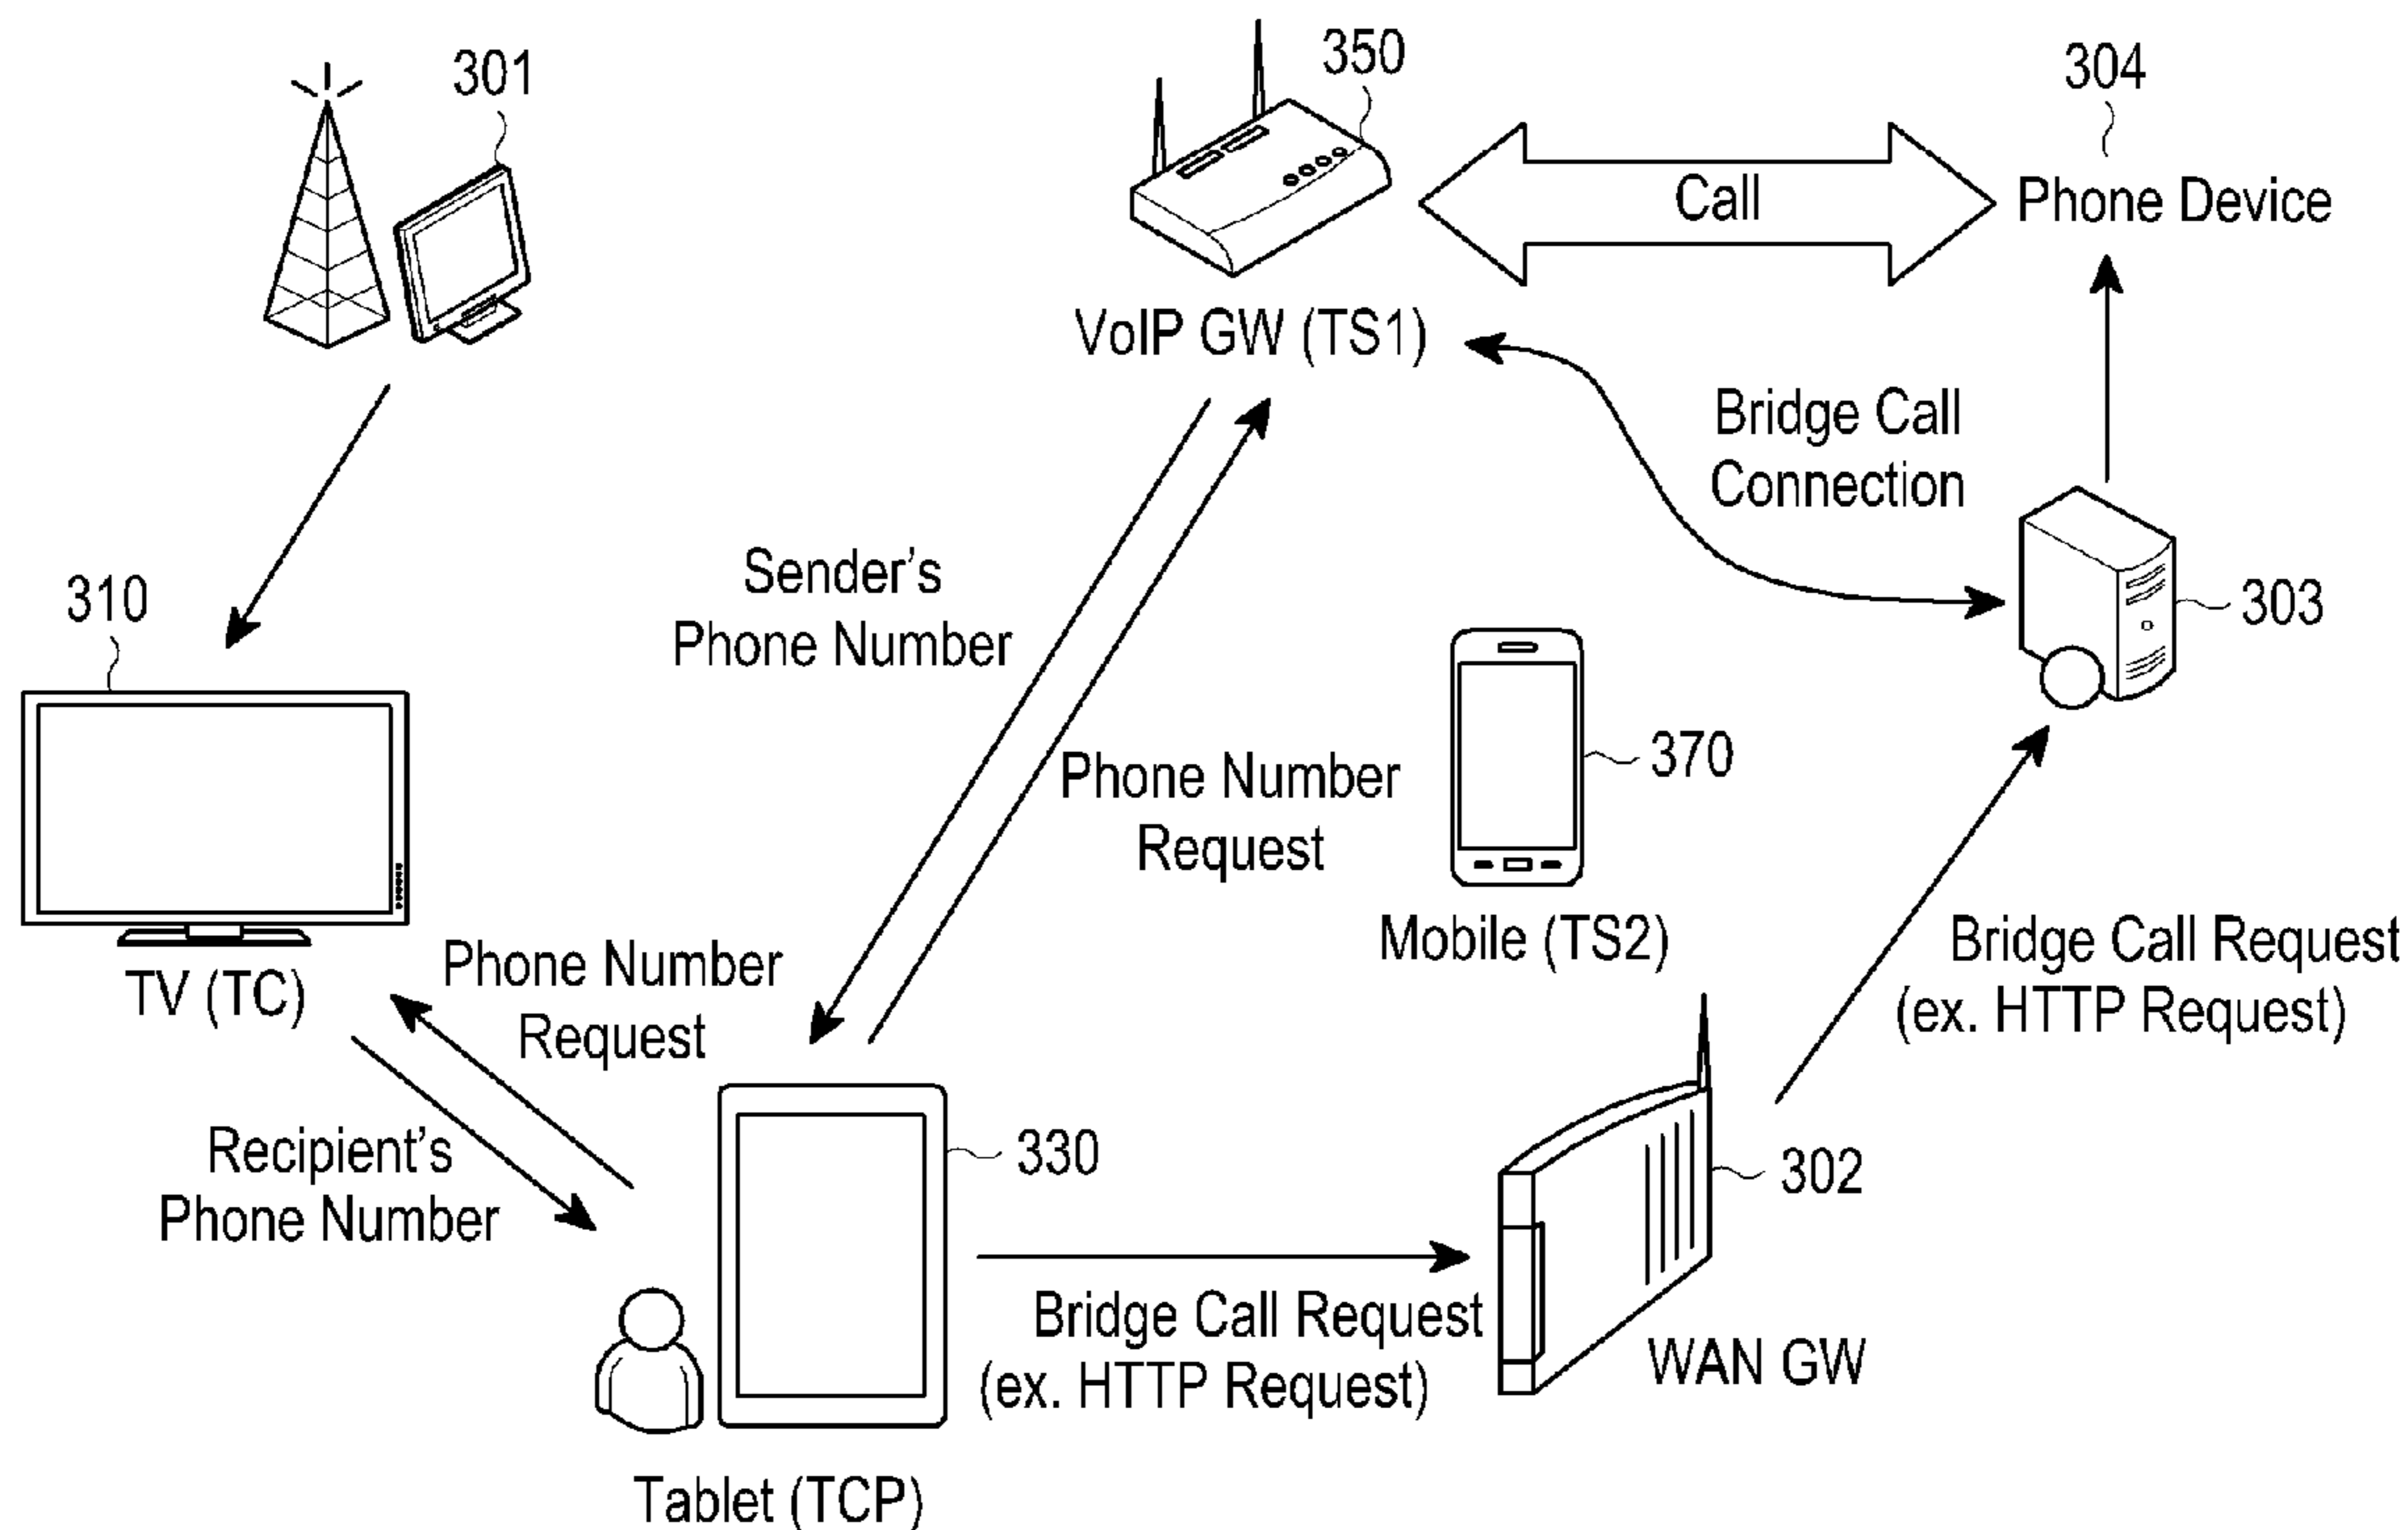 301
350
304
Call
Phone Device
VoIP GW (TS1)
Bridge Call
Connection
310
Sender's
Phone Number
303
370
Phone Number
Request
Mobile (TS2)
Bridge Call Request
(ex. HTTP Request)
TV (TC)
Phone Number
Request
Recipient's
Phone Number
330
302
Bridge Call Request
(ex. HTTP Request)
WAN GW
Tablet (TCP)